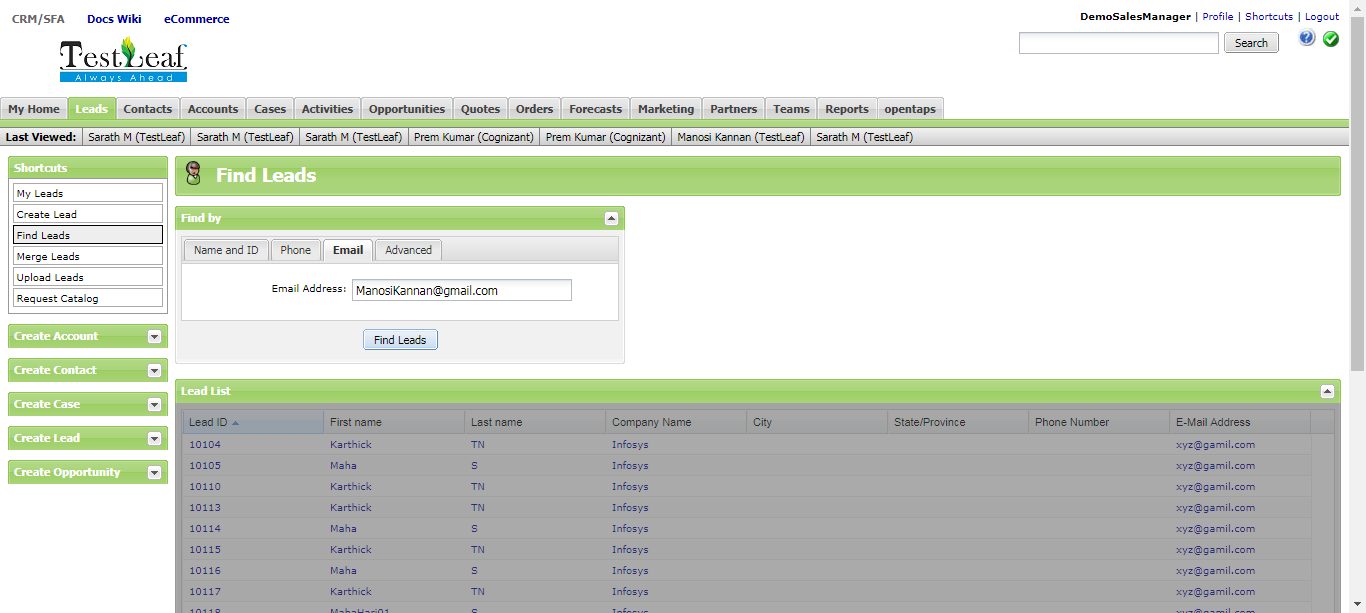 CRM/SFA Docs Wiki eCommerce
DemoSalesManager | Profile | Shortcuts | Logout
TestLeaf
Always Ahead
Search
My Home Leads Contacts Accounts Cases Activities Opportunities Quotes Orders Forecasts Marketing Partners Teams Reports opentaps
Last Viewed: Sarath M (TestLeaf) Sarath M (TestLeaf) Sarath M (TestLeaf) Prem Kumar (Cognizant) Prem Kumar (Cognizant) Manosi Kannan (TestLeaf) Sarath M (TestLeaf)
Shortcuts
My Leads
Create Lead
Find Leads
Merge Leads
Upload Leads
Request Catalog
Create Account
Create Contact
Create Case
Create Lead
Create Opportunity
Find Leads
Find by
Name and ID Phone Email Advanced
Email Address: ManosiKannan@gmail.com
Find Leads
Lead List
Lead ID First name Last name Company Name City State/Province Phone Number E-Mail Address
10104 Karthick TN Infosys xyz@gamil.com
10105 Maha S Infosys xyz@gamil.com
10110 Karthick TN Infosys xyz@gamil.com
10113 Karthick TN Infosys xyz@gamil.com
10114 Maha S Infosys xyz@gamil.com
10115 Karthick TN Infosys xyz@gamil.com
10116 Maha S Infosys xyz@gamil.com
10117 Karthick TN Infosys xyz@gamil.com
10118 MahaHari01 S Infosys xyz@gamil.com